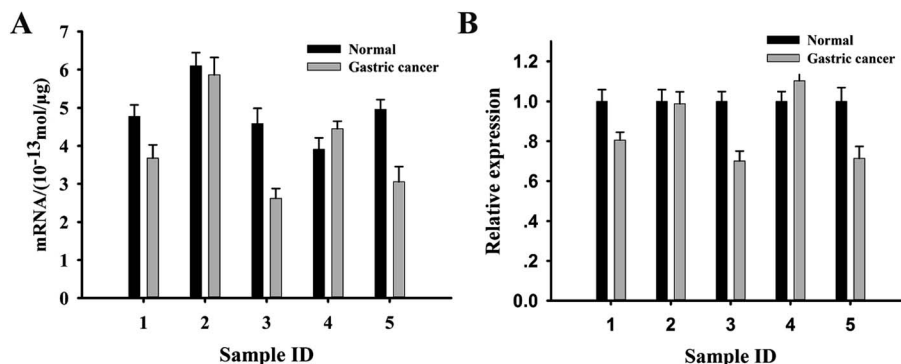 A
Normal
Gastric cancer
mRNA/(10⁻¹³mol/μg)
7
6
5
4
3
2
1
0
1 2 3 4 5
Sample ID
B
Normal
Gastric cancer
Relative expression
1.2
1.0
.8
.6
.4
.2
0.0
1 2 3 4 5
Sample ID